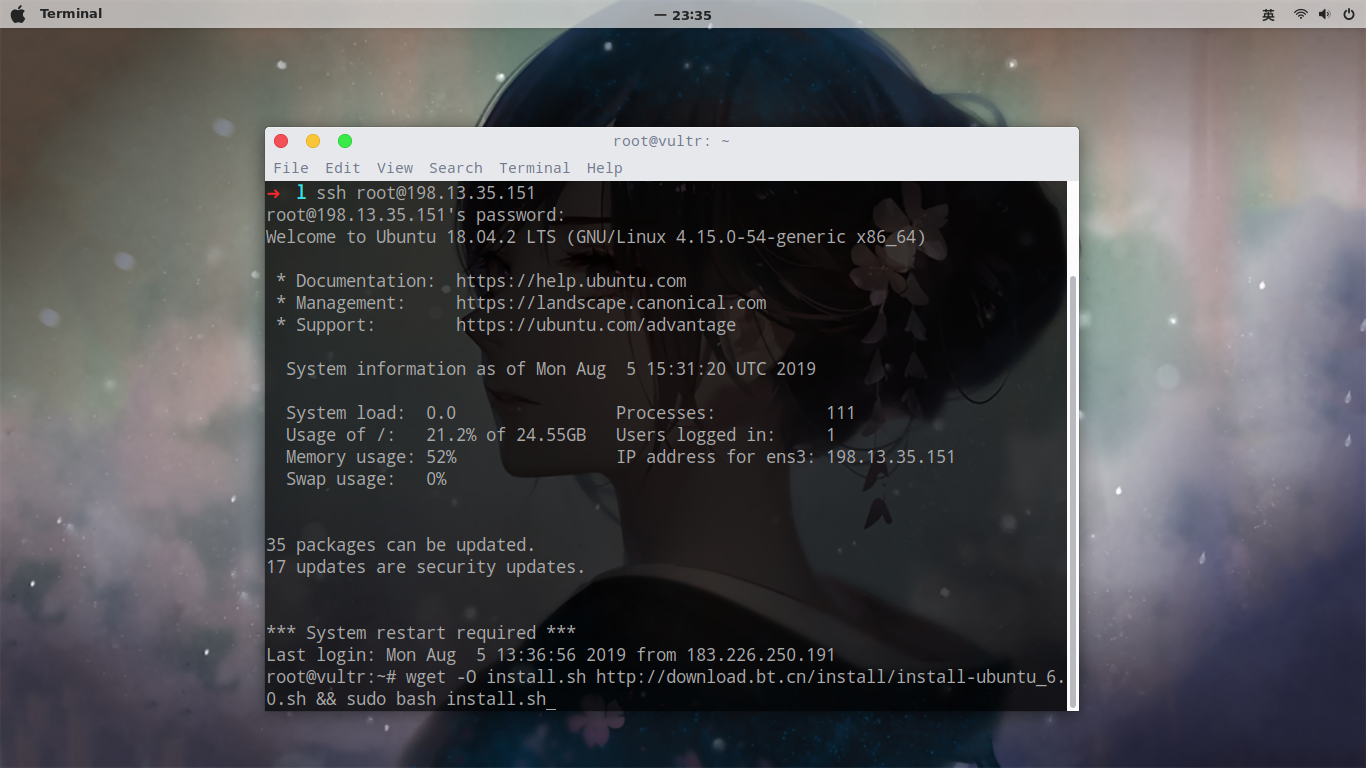 Terminal
一 23:35
英
root@vultr: ~
File Edit View Search Terminal Help
➜  l ssh root@198.13.35.151
root@198.13.35.151's password:
Welcome to Ubuntu 18.04.2 LTS (GNU/Linux 4.15.0-54-generic x86_64)
* Documentation:  https://help.ubuntu.com
* Management:     https://landscape.canonical.com
* Support:        https://ubuntu.com/advantage
System information as of Mon Aug  5 15:31:20 UTC 2019
System load:  0.0                Processes:           111
Usage of /:   21.2% of 24.55GB   Users logged in:     1
Memory usage: 52%                IP address for ens3: 198.13.35.151
Swap usage:   0%
35 packages can be updated.
17 updates are security updates.
*** System restart required ***
Last login: Mon Aug  5 13:36:56 2019 from 183.226.250.191
root@vultr:~# wget -O install.sh http://download.bt.cn/install/install-ubuntu_6.
0.sh && sudo bash install.sh_